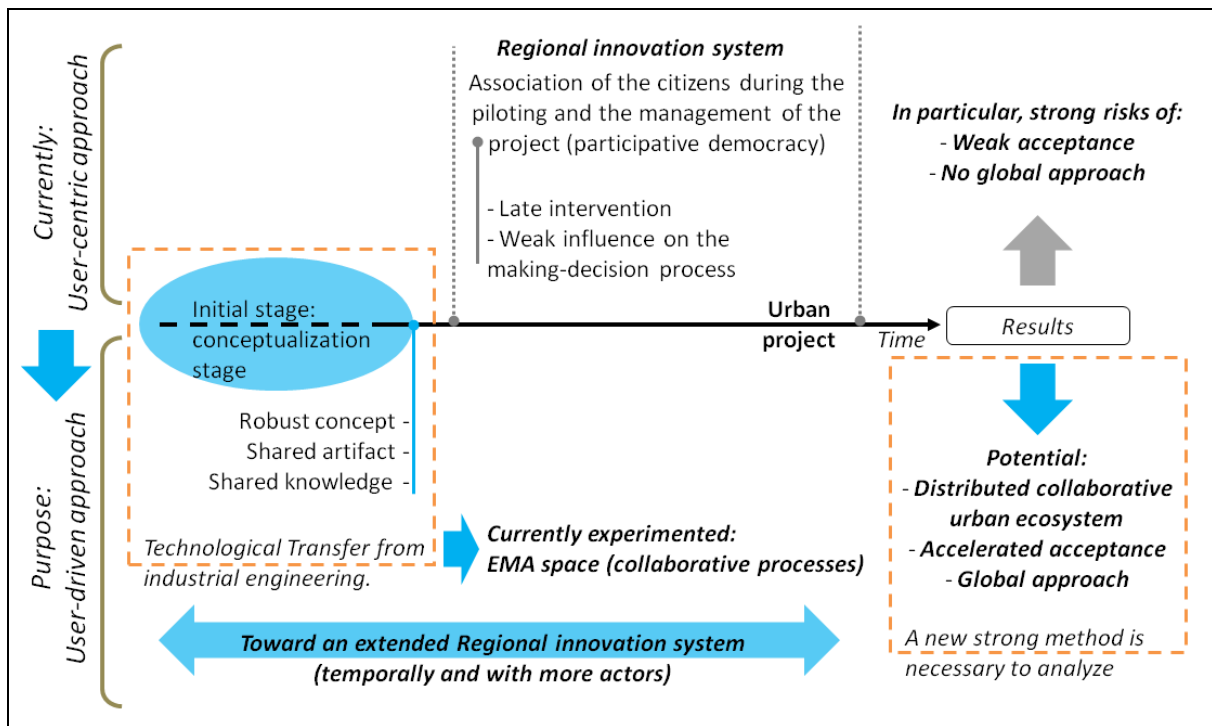 Currently:
User-centric approach
Regional innovation system
Association of the citizens during the
piloting and the management of the
project (participative democracy)
- Late intervention
- Weak influence on the
making-decision process
In particular, strong risks of:
- Weak acceptance
- No global approach
Initial stage:
conceptualization
stage
Urban
project
Time
Results
Purpose:
User-driven approach
Robust concept -
Shared artifact -
Shared knowledge -
Technological Transfer from
industrial engineering.
Currently experimented:
EMA space (collaborative processes)
Toward an extended Regional innovation system
(temporally and with more actors)
Potential:
- Distributed collaborative
urban ecosystem
- Accelerated acceptance
- Global approach
A new strong method is
necessary to analyze